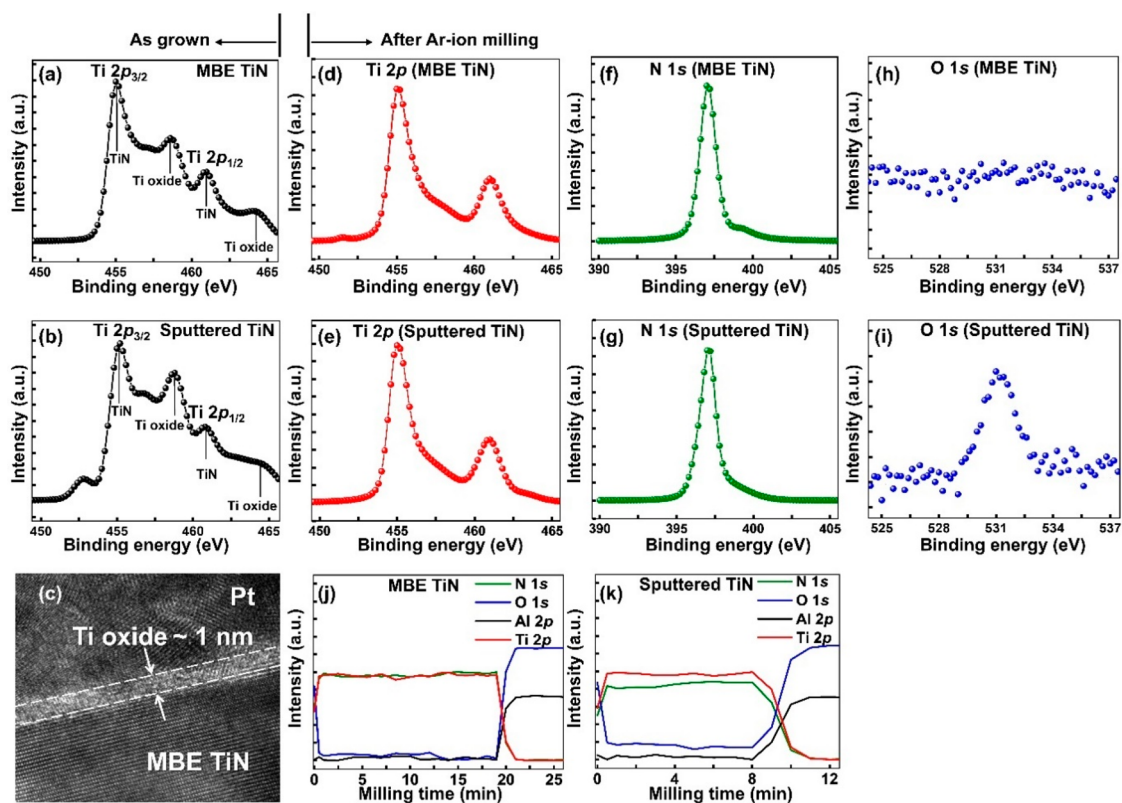 As grown
After Ar-ion milling
(a) Ti 2p3/2 MBE TiN
Ti 2p1/2
TiN
Ti oxide
TiN
Ti oxide
Intensity (a.u.)
450 455 460 465
Binding energy (eV)
(d) Ti 2p (MBE TiN)
Intensity (a.u.)
450 455 460 465
Binding energy (eV)
(f) N 1s (MBE TiN)
Intensity (a.u.)
390 395 400 405
Binding energy (eV)
(h) O 1s (MBE TiN)
Intensity (a.u.)
525 528 531 534 537
Binding energy (eV)
(b) Ti 2p3/2 Sputtered TiN
Ti 2p1/2
TiN
Ti oxide
TiN
Ti oxide
Intensity (a.u.)
450 455 460 465
Binding energy (eV)
(e) Ti 2p (Sputtered TiN)
Intensity (a.u.)
450 455 460 465
Binding energy (eV)
(g) N 1s (Sputtered TiN)
Intensity (a.u.)
390 395 400 405
Binding energy (eV)
(i) O 1s (Sputtered TiN)
Intensity (a.u.)
525 528 531 534 537
Binding energy (eV)
(c)
Pt
Ti oxide ~ 1 nm
MBE TiN
(j) MBE TiN
N 1s
O 1s
Al 2p
Ti 2p
Intensity (a.u.)
0 5 10 15 20 25
Milling time (min)
(k) Sputtered TiN
N 1s
O 1s
Al 2p
Ti 2p
Intensity (a.u.)
0 4 8 12
Milling time (min)